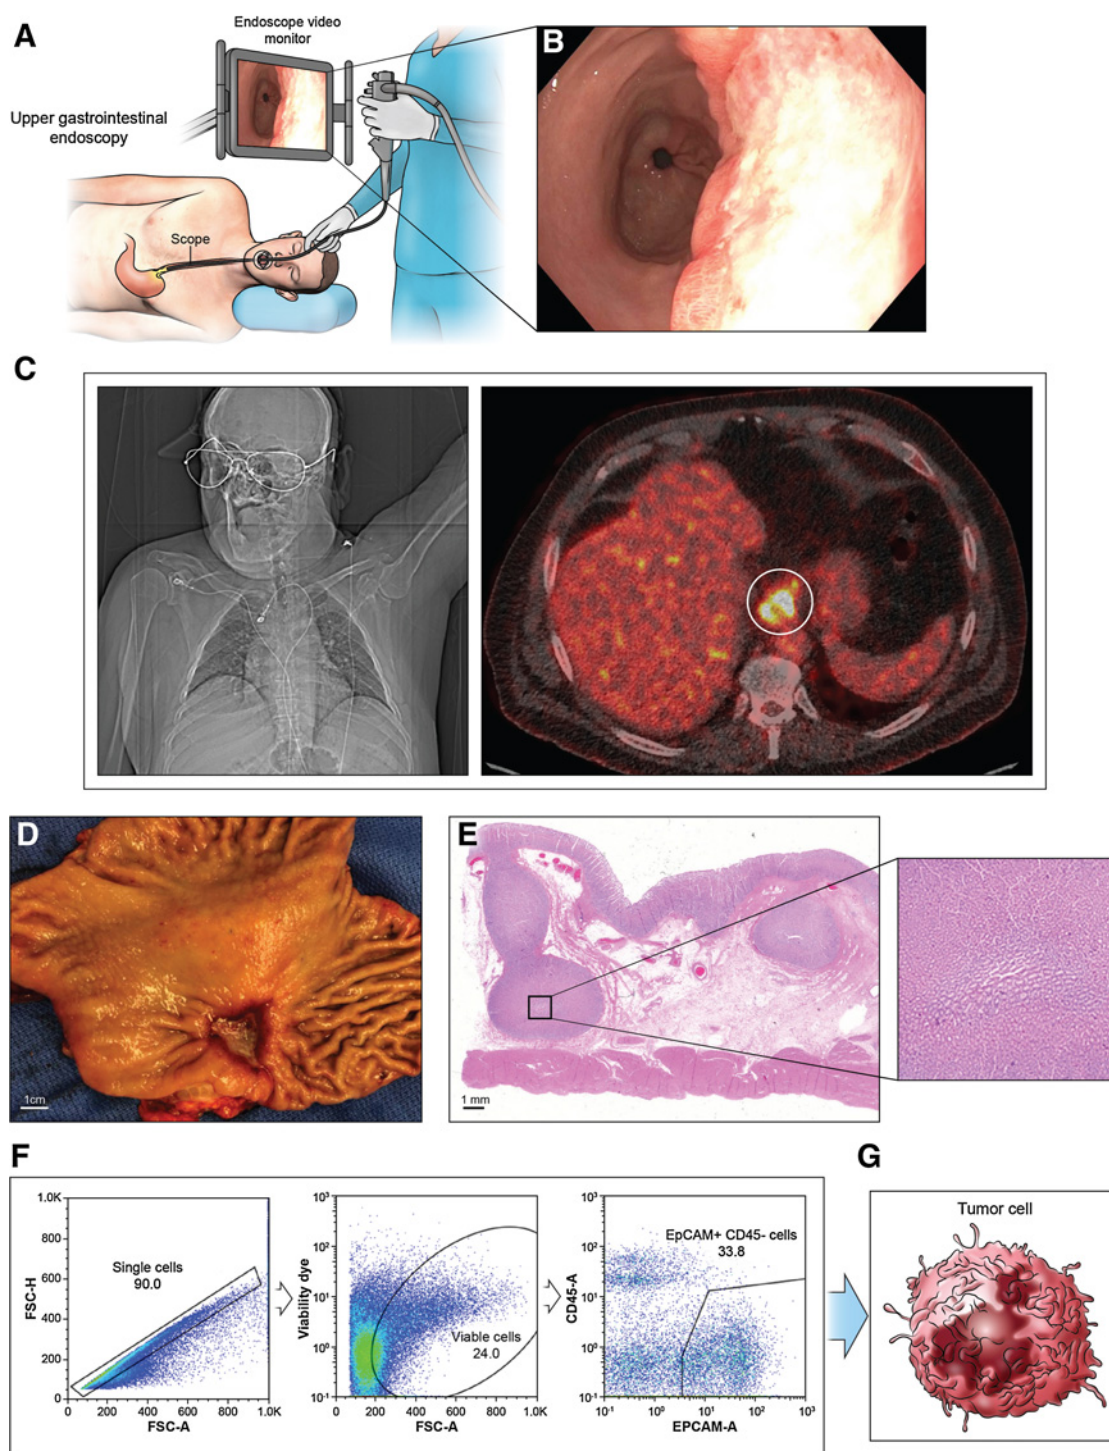 A
Endoscope video
monitor
Upper gastrointestinal
endoscopy
Scope
B
C
D
1cm
E
1 mm
F
1.0K
800
600
400
200
0
FSC-H
Single cells
90.0
0 200 400 600 800 1.0K
FSC-A
10³
10²
10¹
10⁰
10⁻¹
Viability dye
Viable cells
24.0
0 200 400 600 800 1.0K
FSC-A
10³
10²
10¹
10⁰
10⁻¹
CD45-A
EpCAM+ CD45- cells
33.8
10⁻¹ 10⁰ 10¹ 10² 10³
EPCAM-A
G
Tumor cell